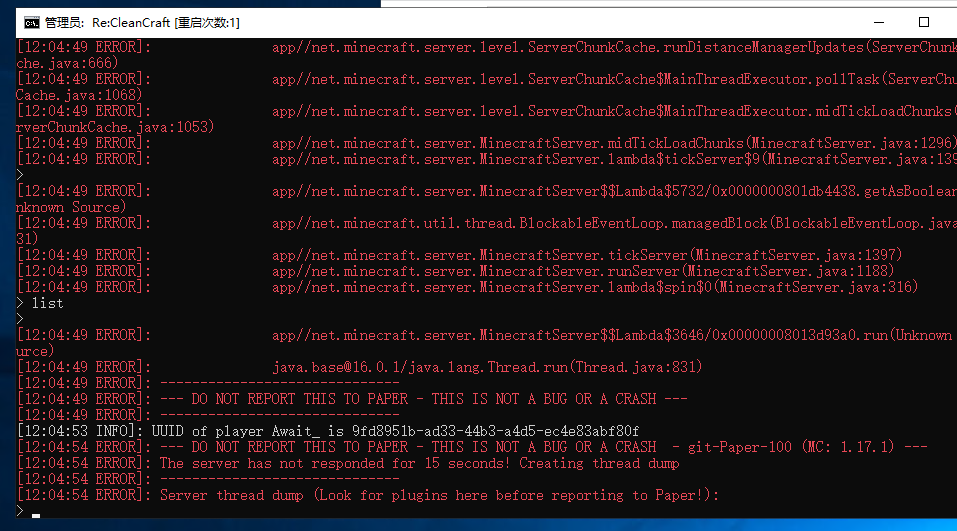 管理员: Re:CleanCraft [重启次数:1]
[12:04:49 ERROR]: app//net.minecraft.server.level.ServerChunkCache.runDistanceManagerUpdates(ServerChunk
che.java:666)
[12:04:49 ERROR]: app//net.minecraft.server.level.ServerChunkCache$MainThreadExecutor.pollTask(ServerChu
Cache.java:1068)
[12:04:49 ERROR]: app//net.minecraft.server.level.ServerChunkCache$MainThreadExecutor.midTickLoadChunks(
rverChunkCache.java:1053)
[12:04:49 ERROR]: app//net.minecraft.server.MinecraftServer.midTickLoadChunks(MinecraftServer.java:1296)
[12:04:49 ERROR]: app//net.minecraft.server.MinecraftServer.lambda$tickServer$9(MinecraftServer.java:139
>
[12:04:49 ERROR]: app//net.minecraft.server.MinecraftServer$$Lambda$5732/0x0000000801db4438.getAsBoolean
nknown Source)
[12:04:49 ERROR]: app//net.minecraft.util.thread.BlockableEventLoop.managedBlock(BlockableEventLoop.java
31)
[12:04:49 ERROR]: app//net.minecraft.server.MinecraftServer.tickServer(MinecraftServer.java:1397)
[12:04:49 ERROR]: app//net.minecraft.server.MinecraftServer.runServer(MinecraftServer.java:1188)
[12:04:49 ERROR]: app//net.minecraft.server.MinecraftServer.lambda$spin$0(MinecraftServer.java:316)
> list
>
[12:04:49 ERROR]: app//net.minecraft.server.MinecraftServer$$Lambda$3646/0x00000008013d93a0.run(Unknown
urce)
[12:04:49 ERROR]: java.base@16.0.1/java.lang.Thread.run(Thread.java:831)
[12:04:49 ERROR]: ------------------------------
[12:04:49 ERROR]: --- DO NOT REPORT THIS TO PAPER - THIS IS NOT A BUG OR A CRASH ---
[12:04:49 ERROR]: ------------------------------
[12:04:53 INFO]: UUID of player Await_ is 9fd8951b-ad33-44b3-a4d5-ec4e83abf80f
[12:04:54 ERROR]: --- DO NOT REPORT THIS TO PAPER - THIS IS NOT A BUG OR A CRASH - git-Paper-100 (MC: 1.17.1) ---
[12:04:54 ERROR]: The server has not responded for 15 seconds! Creating thread dump
[12:04:54 ERROR]: ------------------------------
[12:04:54 ERROR]: Server thread dump (Look for plugins here before reporting to Paper!):
>